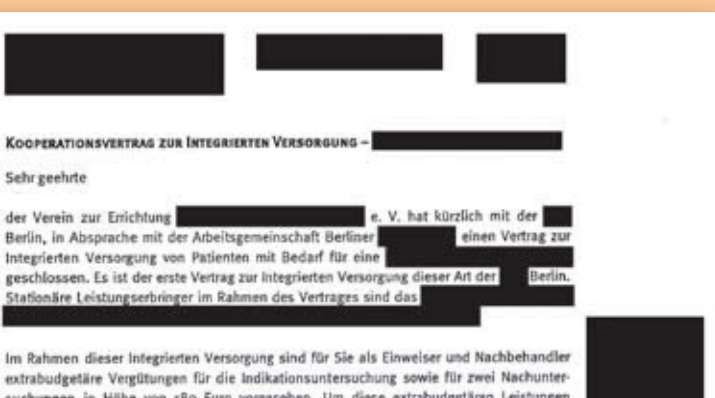 KOOPERATIONSVERTRAG ZUR INTEGRIERTEN VERSORGUNG –
Sehr geehrte
der Verein zur Errichtung e. V. hat kürzlich mit der
Berlin, in Absprache mit der Arbeitsgemeinschaft Berliner einen Vertrag zur
Integrierten Versorgung von Patienten mit Bedarf für eine
geschlossen. Es ist der erste Vertrag zur Integrierten Versorgung dieser Art der Berlin.
Stationäre Leistungserbringer im Rahmen des Vertrages sind das
Im Rahmen dieser Integrierten Versorgung sind für Sie als Einweiser und Nachbehandler
extrabudgetäre Vergütungen für die Indikationsuntersuchung sowie für zwei Nachunter-
suchungen in Höhe von Euro vorgesehen. Um diese extrabudgetären Leistungen